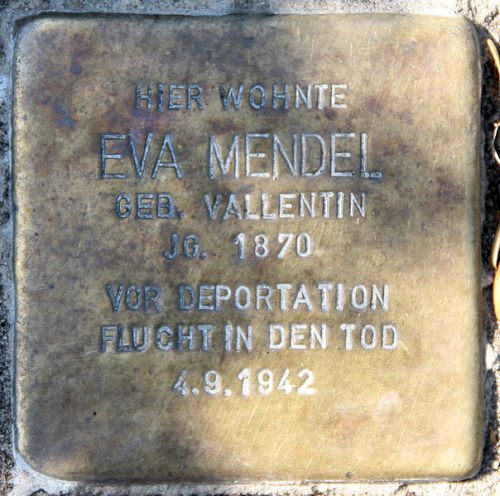 HIER WOHNTE
EVA MENDEL
GEB. VALLENTIN
JG. 1870
VOR DEPORTATION
FLUCHT IN DEN TOD
4.9.1942